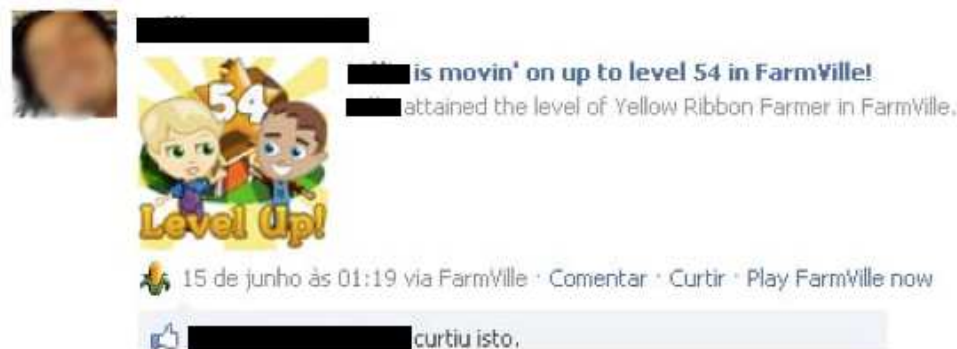 is movin' on up to level 54 in FarmVille!
attained the level of Yellow Ribbon Farmer in FarmVille.
54
Level Up!
15 de junho às 01:19 via FarmVille · Comentar · Curtir · Play FarmVille now
curtiu isto.